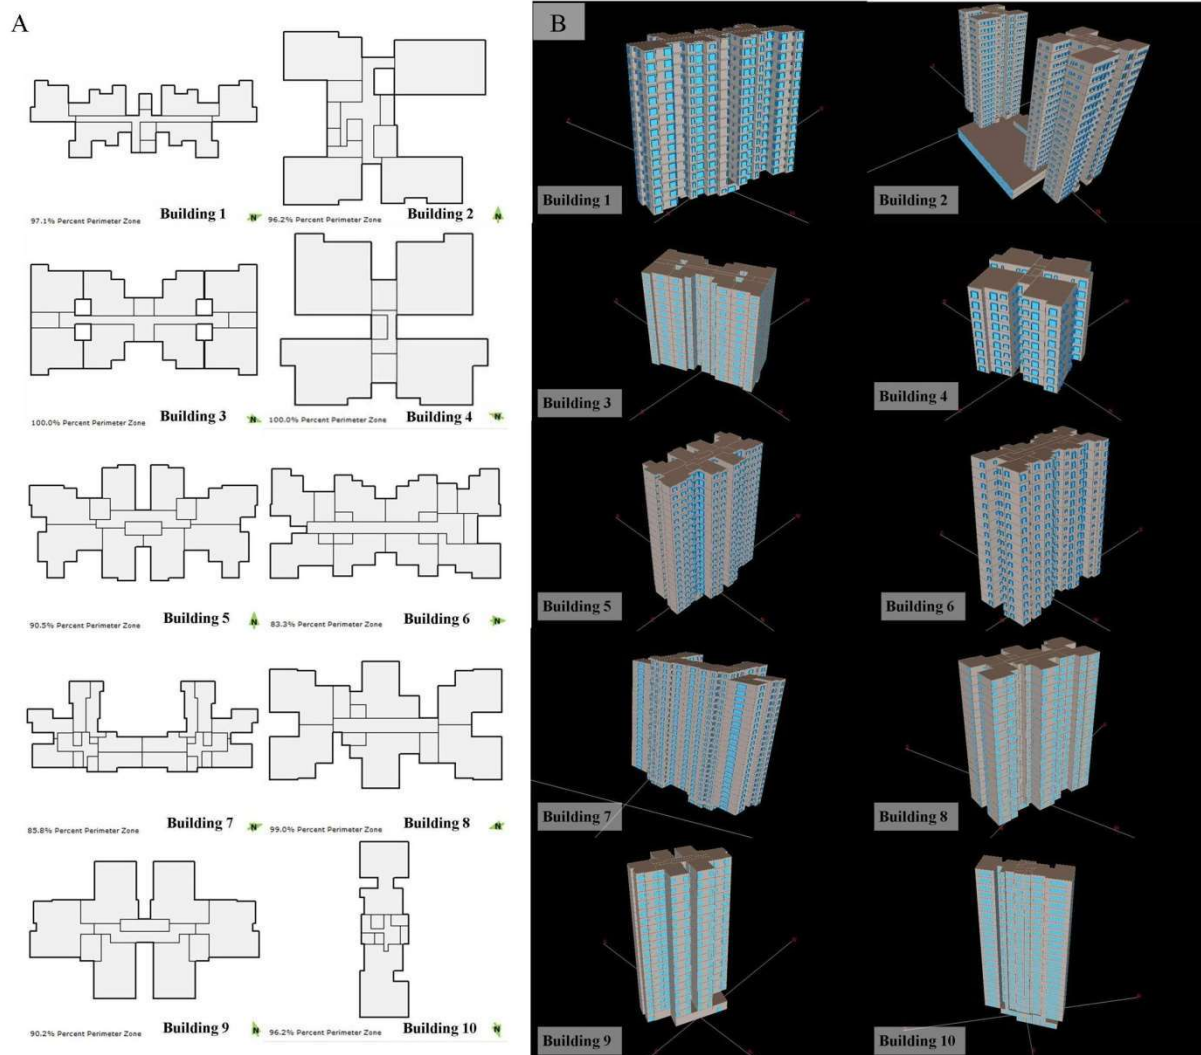 A
97.1% Percent Perimeter Zone Building 1 N
96.2% Percent Perimeter Zone Building 2 N
100.0% Percent Perimeter Zone Building 3 N
100.0% Percent Perimeter Zone Building 4 N
90.5% Percent Perimeter Zone Building 5 N
83.3% Percent Perimeter Zone Building 6 N
85.8% Percent Perimeter Zone Building 7 N
99.0% Percent Perimeter Zone Building 8 N
90.2% Percent Perimeter Zone Building 9 N
96.2% Percent Perimeter Zone Building 10 N
B
Building 1
Building 2
Building 3
Building 4
Building 5
Building 6
Building 7
Building 8
Building 9
Building 10